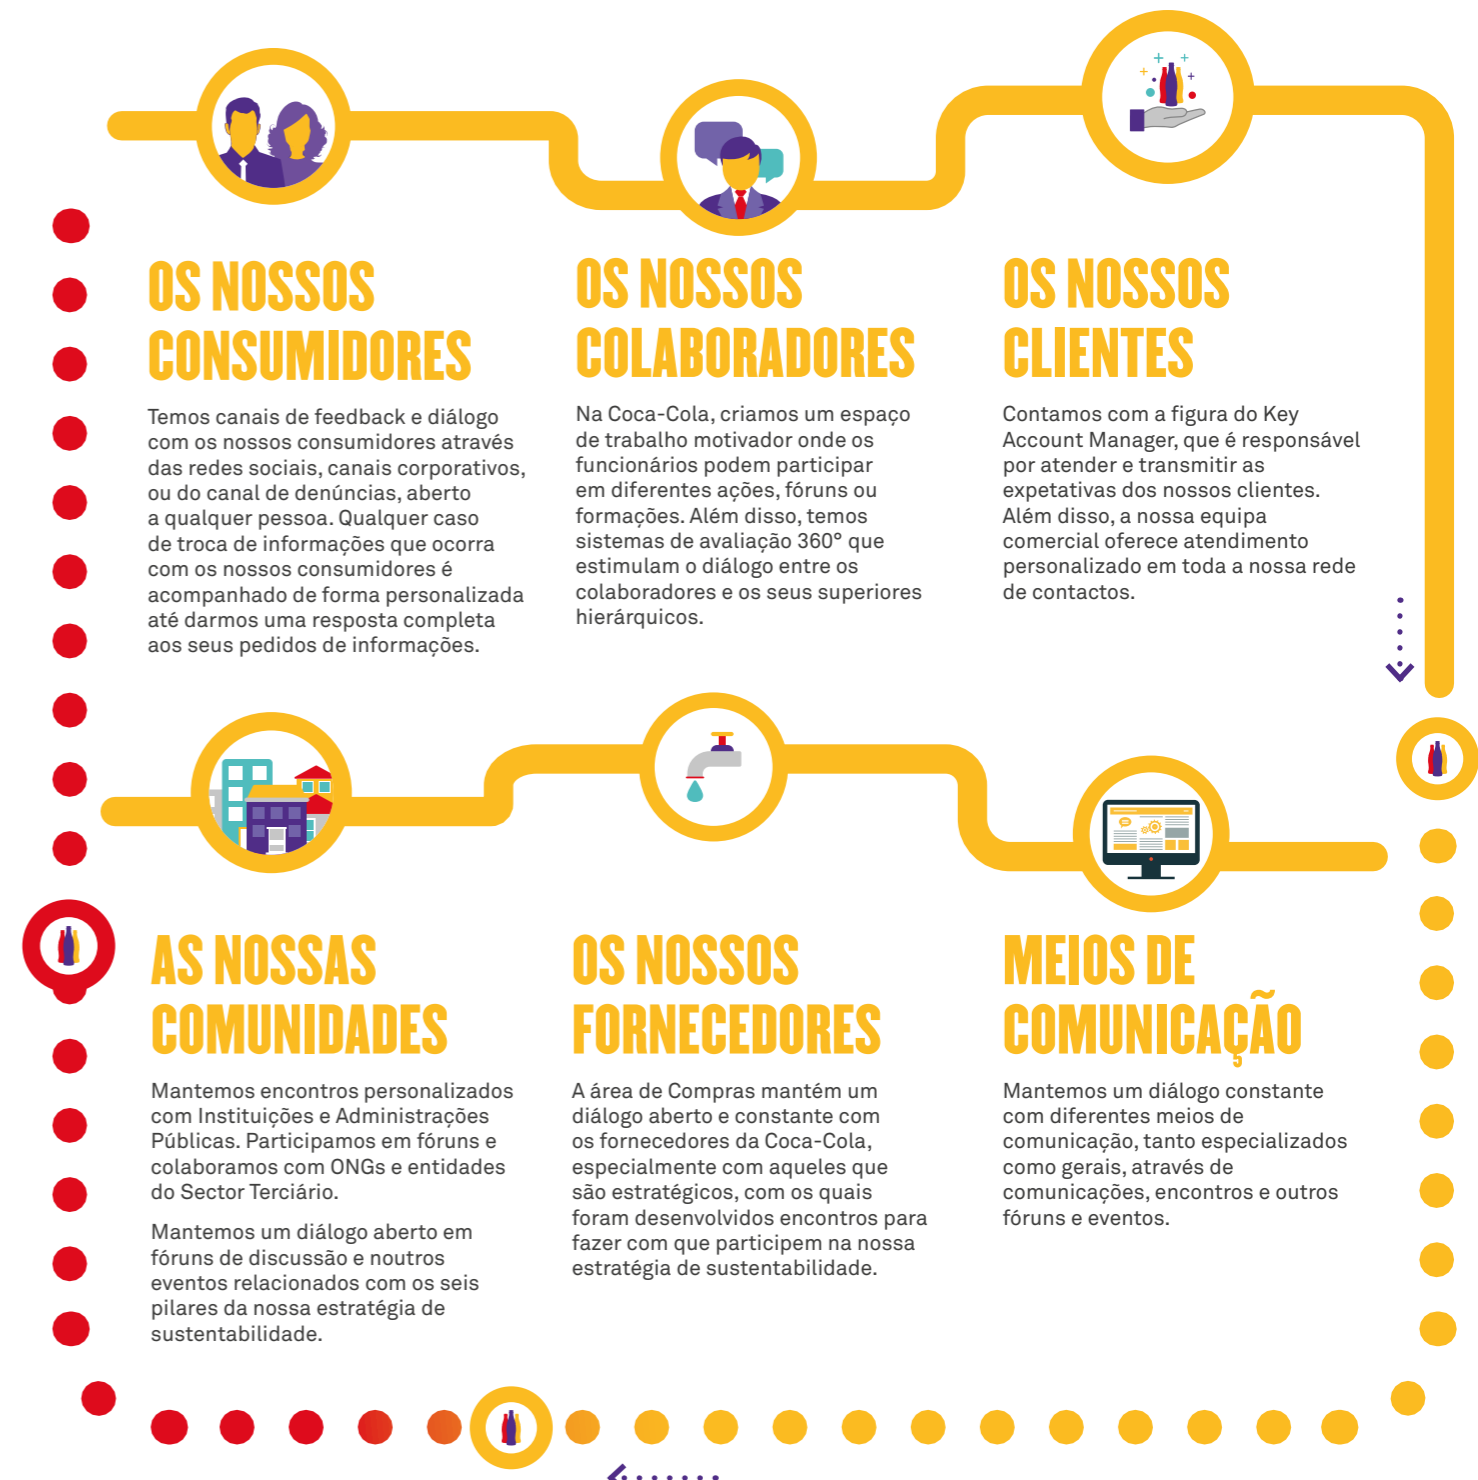 OS NOSSOS
CONSUMIDORES
Temos canais de feedback e diálogo
com os nossos consumidores através
das redes sociais, canais corporativos,
ou do canal de denúncias, aberto
a qualquer pessoa. Qualquer caso
de troca de informações que ocorra
com os nossos consumidores é
acompanhado de forma personalizada
até darmos uma resposta completa
aos seus pedidos de informações.
OS NOSSOS
COLABORADORES
Na Coca-Cola, criamos um espaço
de trabalho motivador onde os
funcionários podem participar
em diferentes ações, fóruns ou
formações. Além disso, temos
sistemas de avaliação 360° que
estimulam o diálogo entre os
colaboradores e os seus superiores
hierárquicos.
OS NOSSOS
CLIENTES
Contamos com a figura do Key
Account Manager, que é responsável
por atender e transmitir as
expetativas dos nossos clientes.
Além disso, a nossa equipa
comercial oferece atendimento
personalizado em toda a nossa rede
de contactos.
AS NOSSAS
COMUNIDADES
Mantemos encontros personalizados
com Instituições e Administrações
Públicas. Participamos em fóruns e
colaboramos com ONGs e entidades
do Sector Terciário.
Mantemos um diálogo aberto em
fóruns de discussão e noutros
eventos relacionados com os seis
pilares da nossa estratégia de
sustentabilidade.
OS NOSSOS
FORNECEDORES
A área de Compras mantém um
diálogo aberto e constante com
os fornecedores da Coca-Cola,
especialmente com aqueles que
são estratégicos, com os quais
foram desenvolvidos encontros para
fazer com que participem na nossa
estratégia de sustentabilidade.
MEIOS DE
COMUNICAÇÃO
Mantemos um diálogo constante
com diferentes meios de
comunicação, tanto especializados
como gerais, através de
comunicações, encontros e outros
fóruns e eventos.